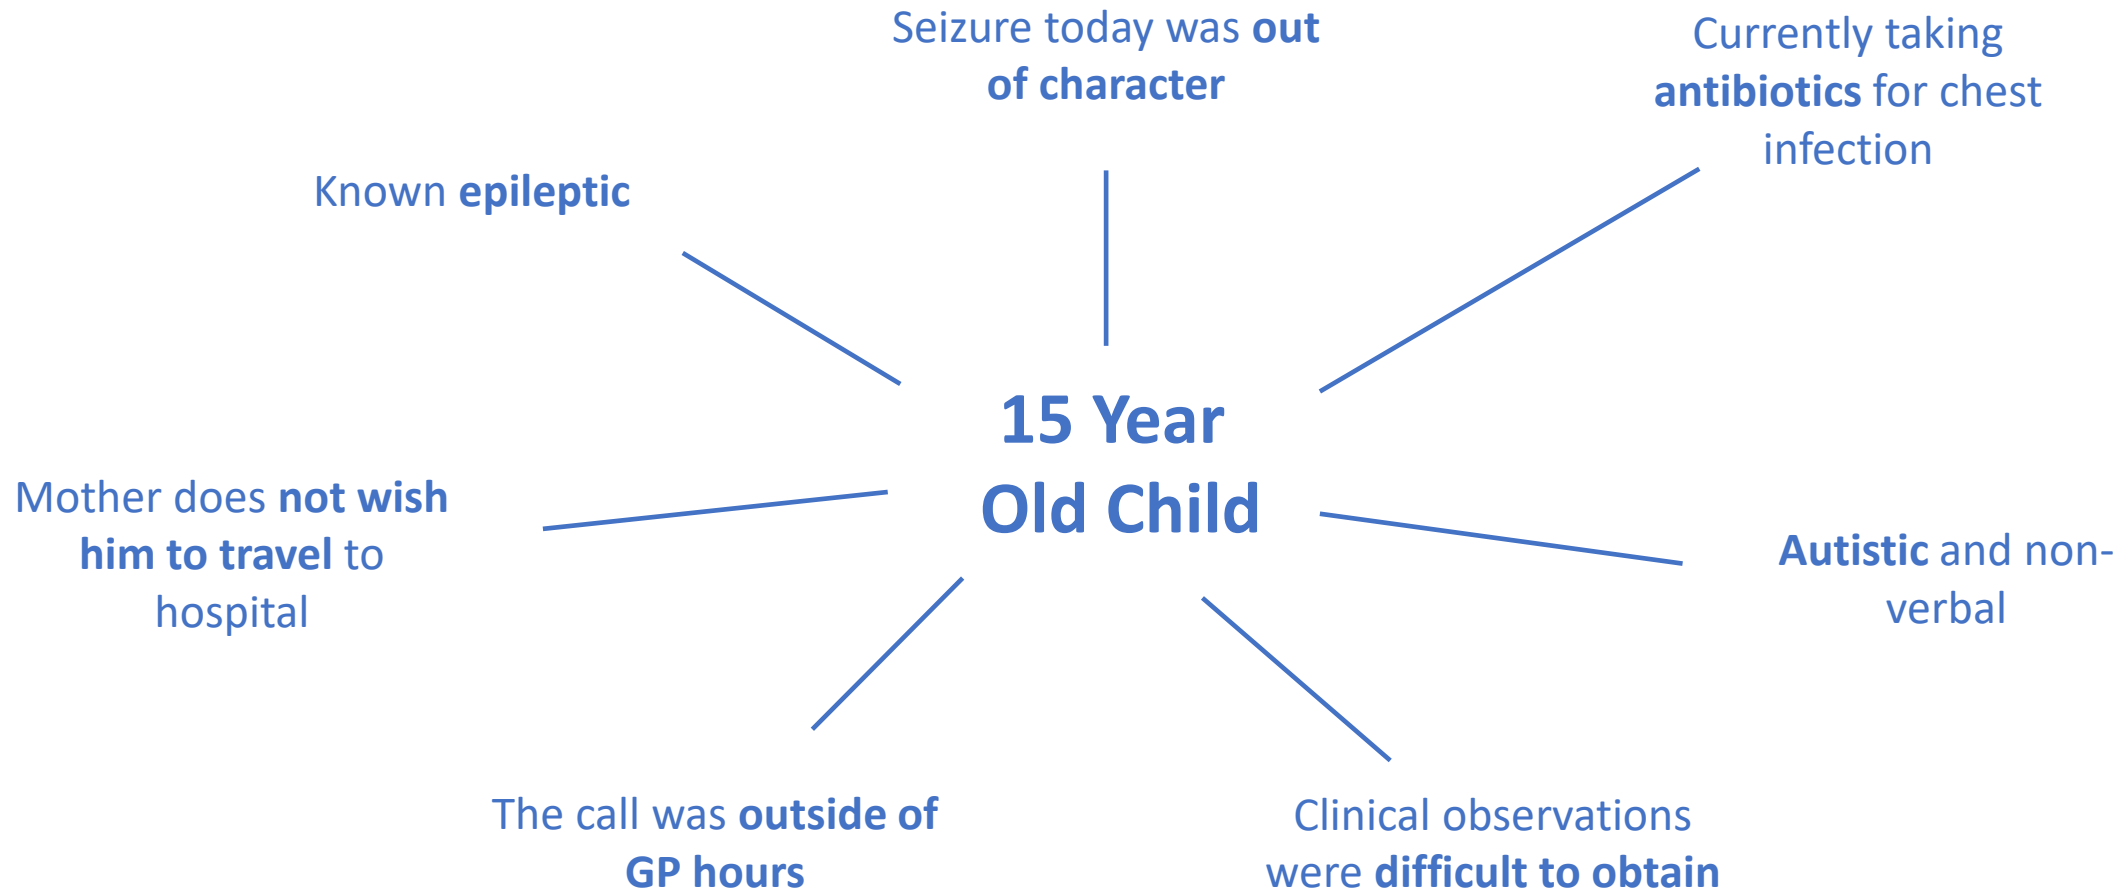 Seizure today was out
of character
Currently taking
antibiotics for chest
infection
Known epileptic
15 Year
Old Child
Mother does not wish
him to travel to
hospital
Autistic and non-
verbal
The call was outside of
GP hours
Clinical observations
were difficult to obtain